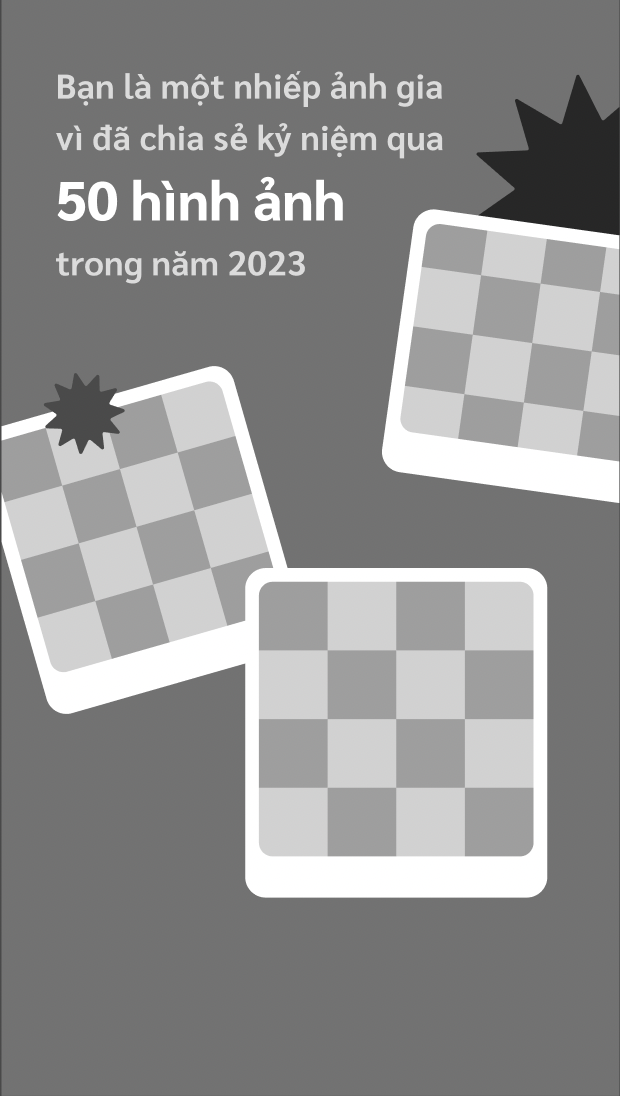 Bạn là một nhiếp ảnh gia
vì đã chia sẻ kỷ niệm qua
50 hình ảnh
trong năm 2023